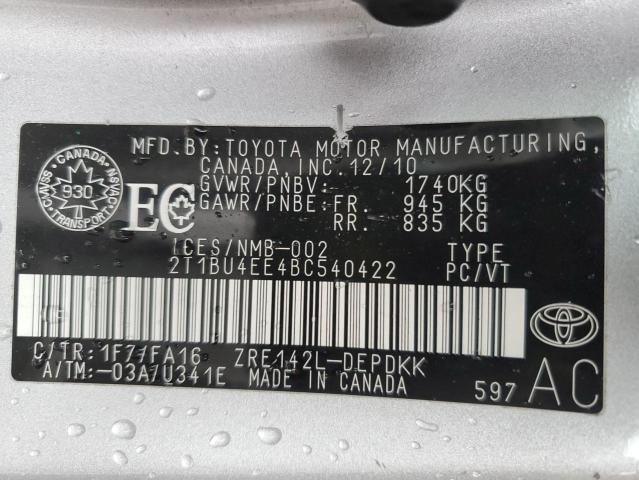 MFD.BY:TOYOTA MOTOR MANUFACTURING,
CANADA,INC.12/10
GVWR/PNBV: 1740KG
GAWR/PNBE:FR. 945 KG
RR. 835 KG
CANADA
930
TRANSPORT
CMVSS
NSVAC
EC
ICES/NMB-002 TYPE
2T1BU4EE4BC540422 PC/VT
C/TR:1F7/FA16 ZRE142L-DEPDKK
A/TM:-03A/U341E MADE IN CANADA
597 AC